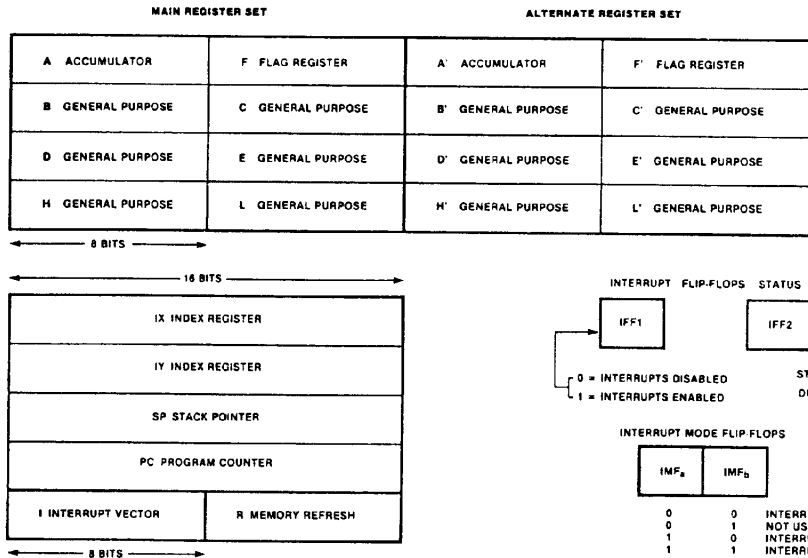 MAIN REGISTER SET ALTERNATE REGISTER SET
A ACCUMULATOR F FLAG REGISTER A' ACCUMULATOR F' FLAG REGISTER
B GENERAL PURPOSE C GENERAL PURPOSE B' GENERAL PURPOSE C' GENERAL PURPOSE
D GENERAL PURPOSE E GENERAL PURPOSE D' GENERAL PURPOSE E' GENERAL PURPOSE
H GENERAL PURPOSE L GENERAL PURPOSE H' GENERAL PURPOSE L' GENERAL PURPOSE
8 BITS
16 BITS
IX INDEX REGISTER
IY INDEX REGISTER
SP STACK POINTER
PC PROGRAM COUNTER
I INTERRUPT VECTOR R MEMORY REFRESH
8 BITS
INTERRUPT FLIP-FLOPS STATUS
IFF1 IFF2
0 = INTERRUPTS DISABLED
1 = INTERRUPTS ENABLED
ST
D
INTERRUPT MODE FLIP-FLOPS
IMFa IMFb
0 0 INTERR
0 1 NOT US
1 0 INTERR
1 1 INTERR